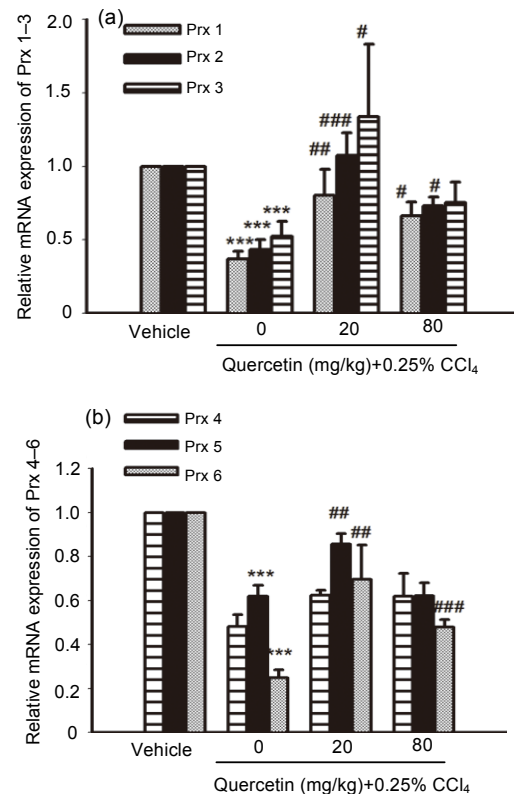 (a)
Prx 1
Prx 2
Prx 3
Relative mRNA expression of Prx 1–3
2.0
1.5
1.0
0.5
0
***
***
***
##
###
#
#
#
Vehicle
0
20
80
Quercetin (mg/kg)+0.25% CCl₄
(b)
Prx 4
Prx 5
Prx 6
Relative mRNA expression of Prx 4–6
1.2
1.0
0.8
0.6
0.4
0.2
0
***
***
##
##
###
Vehicle
0
20
80
Quercetin (mg/kg)+0.25% CCl₄